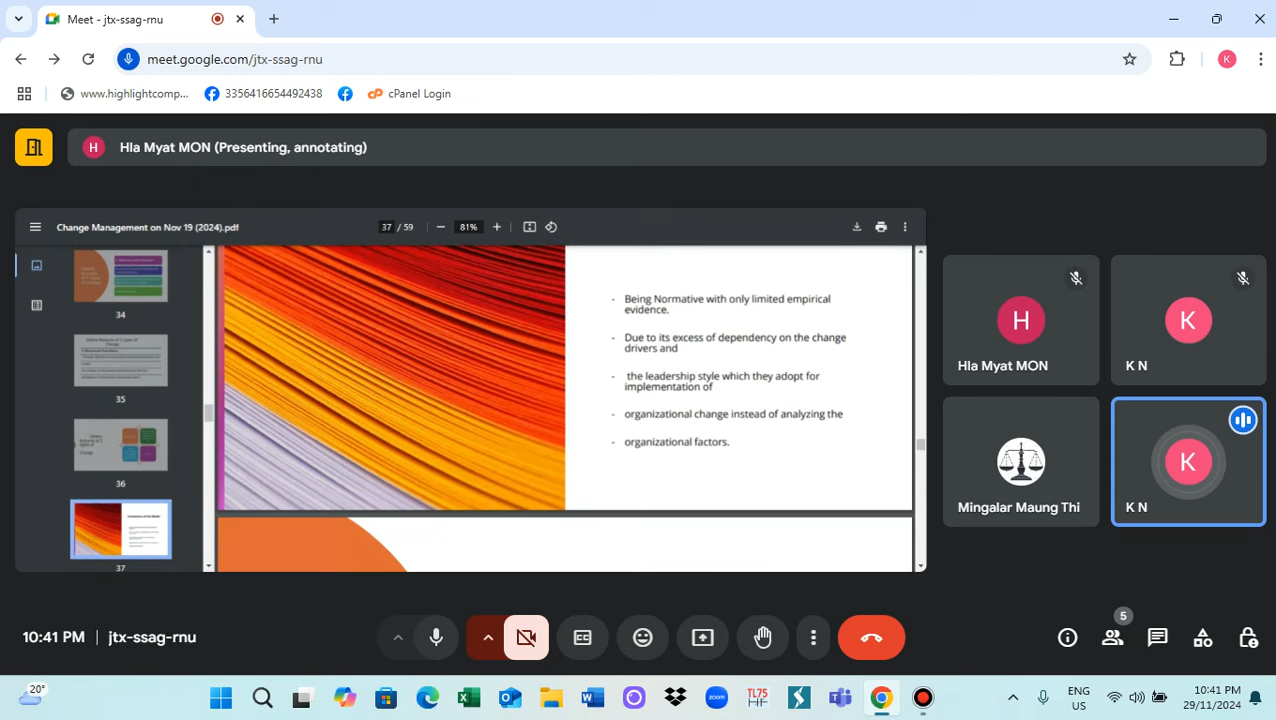 Meet - jtx-ssag-rnu
meet.google.com/jtx-ssag-rnu
K
www.highlightcomp...
3356416654492438
cPanel Login
H
Hla Myat MON (Presenting, annotating)
Change Management on Nov 19 (2024).pdf
37 / 59
81%
34
35
36
37
- Being Normative with only limited empirical
evidence.
- Due to its excess of dependency on the change
drivers and
- the leadership style which they adopt for
implementation of
- organizational change instead of analyzing the
- organizational factors.
H
Hla Myat MON
K
K N
Mingalar Maung Thi
K
K N
10:41 PM | jtx-ssag-rnu
5
20°
zoom
TL75
ENG
US
10:41 PM
29/11/2024